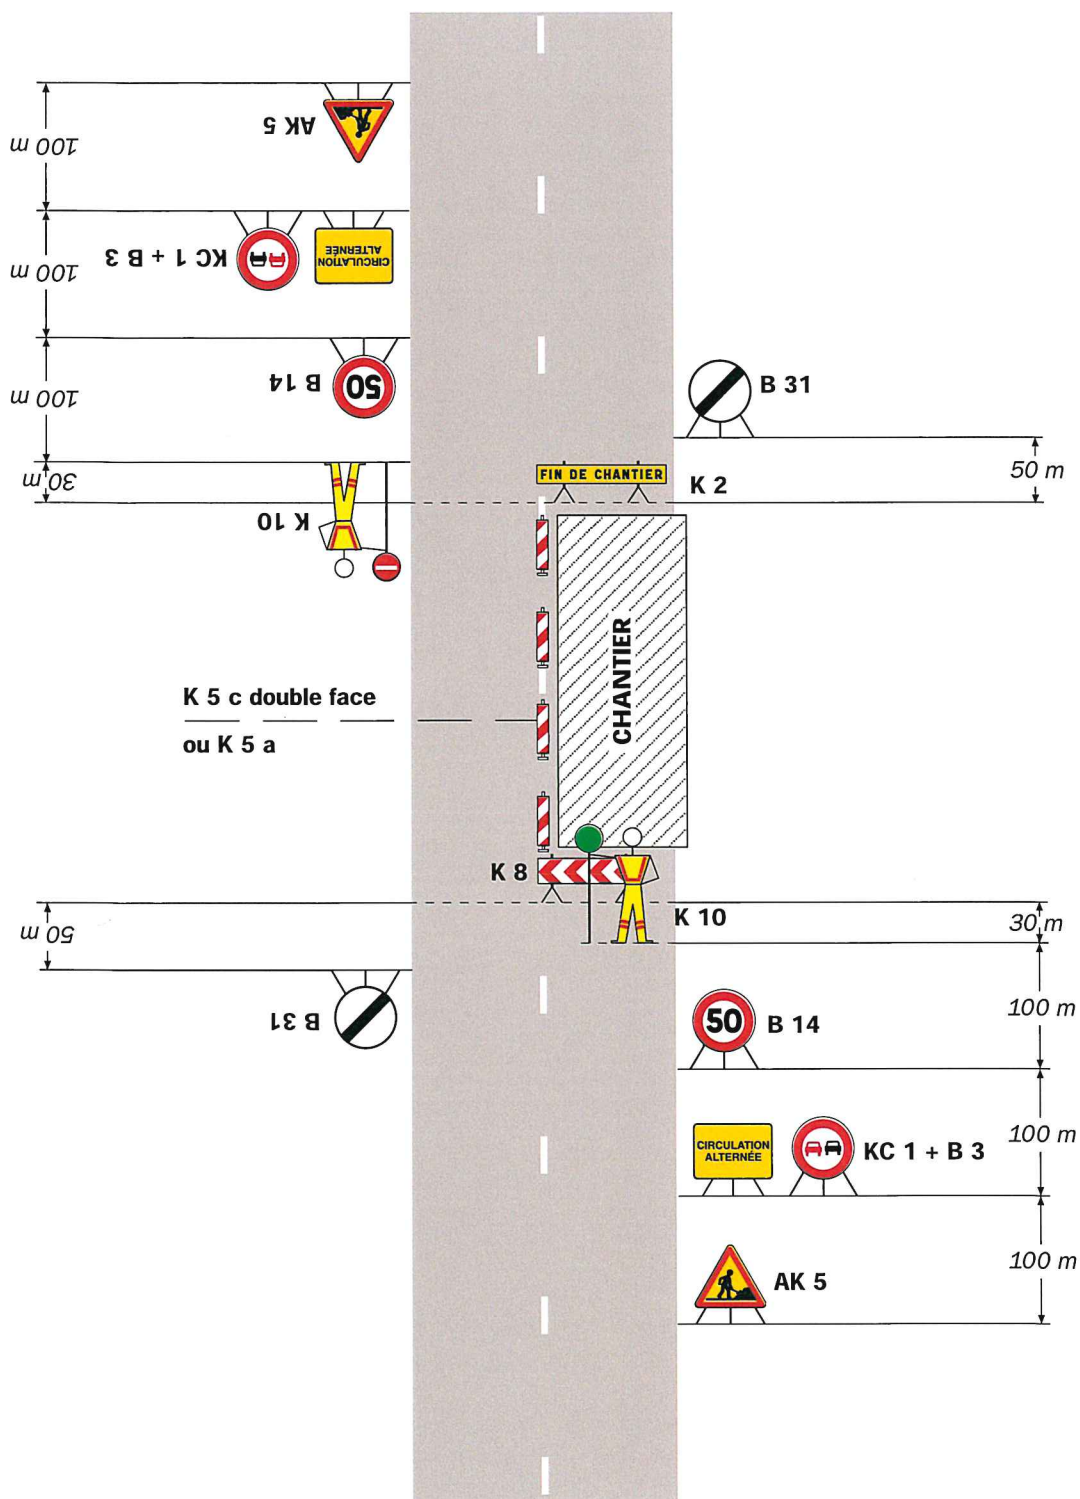 AK 5
100 m
CIRCULATION
ALTERNÉE
KC 1 + B 3
100 m
50
B 14
100 m
B 31
50 m
FIN DE CHANTIER
K 2
30 m
K 10
K 5 c double face
ou K 5 a
CHANTIER
K 8
K 10
30 m
50 m
B 31
50
B 14
100 m
CIRCULATION
ALTERNÉE
KC 1 + B 3
100 m
AK 5
100 m